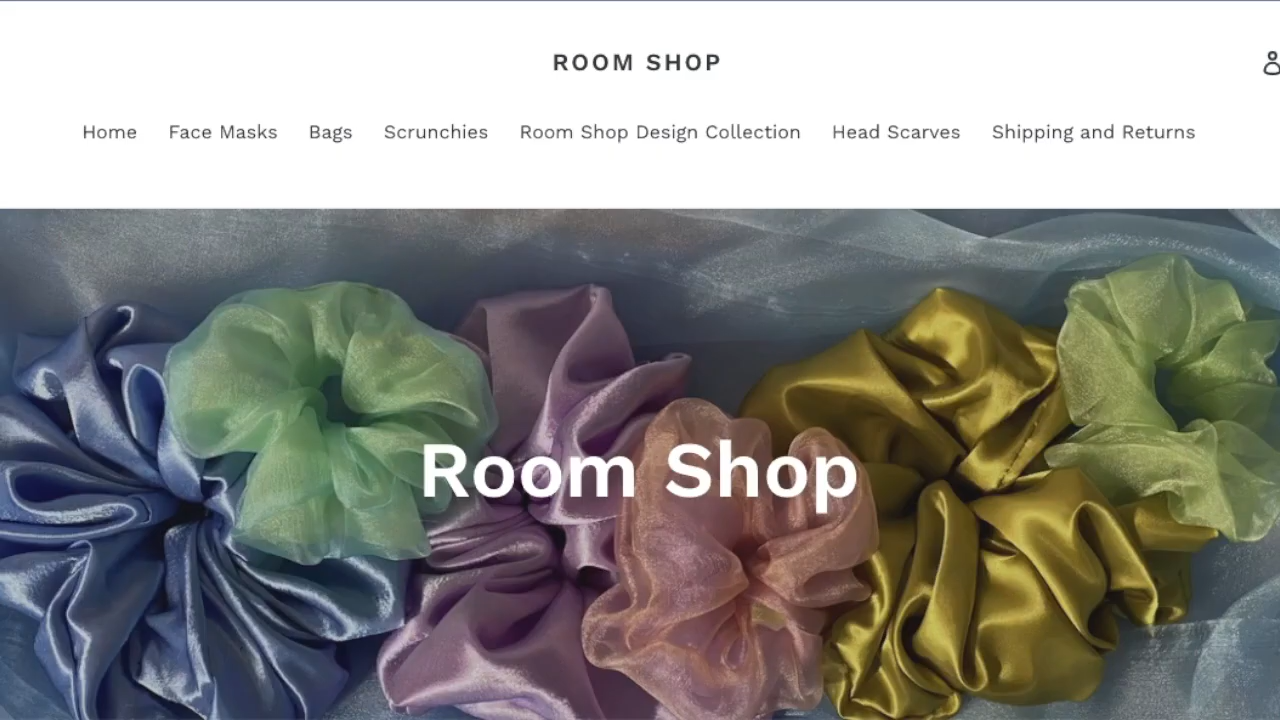 ROOM SHOP
Home Face Masks Bags Scrunchies Room Shop Design Collection Head Scarves Shipping and Returns
Room Shop